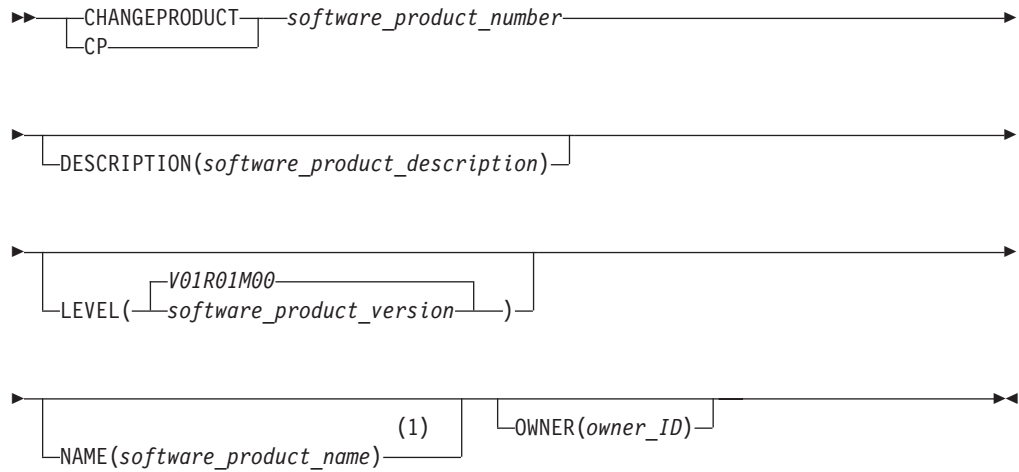 CHANGEPRODUCT software_product_number
CP
DESCRIPTION(software_product_description)
V01R01M00
LEVEL( software_product_version )
(1)
OWNER(owner_ID)
NAME(software_product_name)